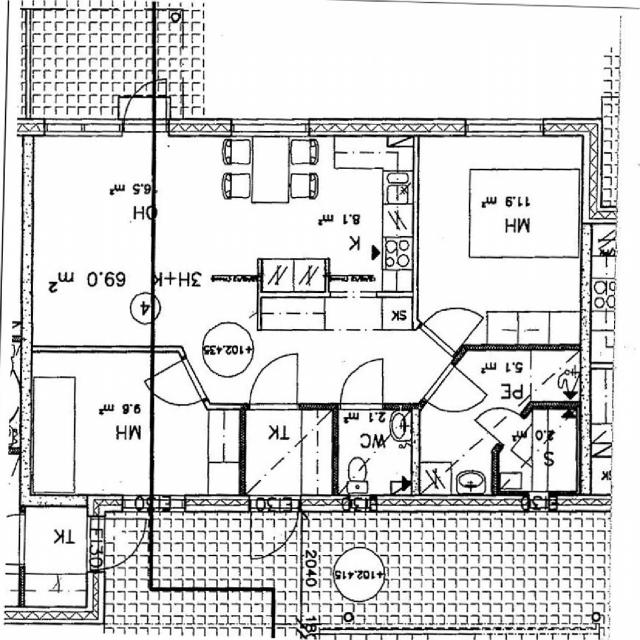 6.5 m²
OH
8.1 m²
K
11.9 m²
MH
3H+K 69.0 m²
4
SK
+102.435
5.1 m²
PE
9.6 m²
MH
TK
2.1 m²
WC
2.0 m²
S
EI30
EI30
EI30
EI30
TK
EI30
2040
+102.415